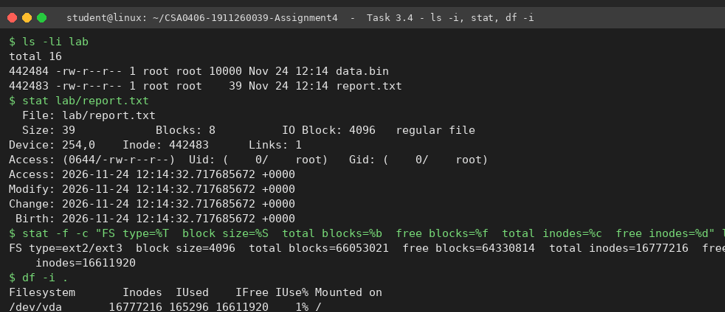 student@linux: ~/CSA0406-1911260039-Assignment4  -  Task 3.4 - ls -i, stat, df -i
$ ls -li lab
total 16
442484 -rw-r--r-- 1 root root 10000 Nov 24 12:14 data.bin
442483 -rw-r--r-- 1 root root    39 Nov 24 12:14 report.txt
$ stat lab/report.txt
  File: lab/report.txt
  Size: 39            Blocks: 8          IO Block: 4096   regular file
Device: 254,0    Inode: 442483      Links: 1
Access: (0644/-rw-r--r--)  Uid: (    0/    root)   Gid: (    0/    root)
Access: 2026-11-24 12:14:32.717685672 +0000
Modify: 2026-11-24 12:14:32.717685672 +0000
Change: 2026-11-24 12:14:32.717685672 +0000
 Birth: 2026-11-24 12:14:32.717685672 +0000
$ stat -f -c "FS type=%T  block size=%S  total blocks=%b  free blocks=%f  total inodes=%c  free inodes=%d"
FS type=ext2/ext3  block size=4096  total blocks=66053021  free blocks=64330814  total inodes=16777216  free
    inodes=16611920
$ df -i .
Filesystem       Inodes  IUsed    IFree IUse% Mounted on
/dev/vda       16777216 165296 16611920    1% /